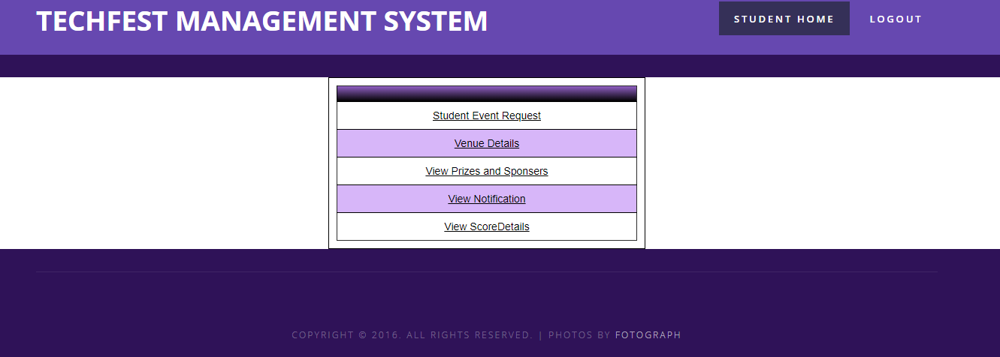 TECHFEST MANAGEMENT SYSTEM
STUDENT HOME
LOGOUT
Student Event Request
Venue Details
View Prizes and Sponsers
View Notification
View ScoreDetails
COPYRIGHT © 2016. ALL RIGHTS RESERVED. | PHOTOS BY FOTOGRAPH